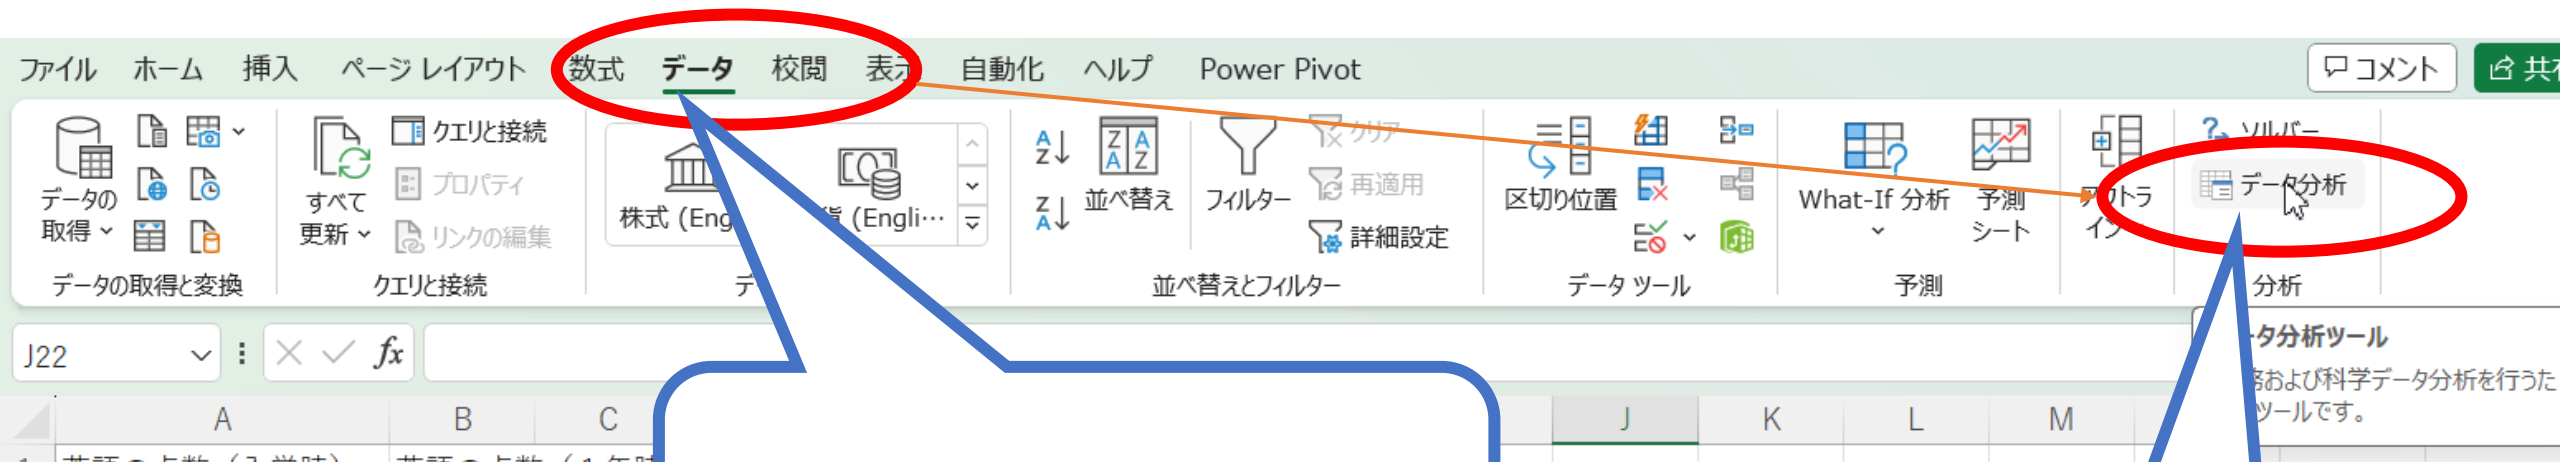 ファイル ホーム 挿入 ページ レイアウト 数式 データ 校閲 表示 自動化 ヘルプ Power Pivot コメント
データの取得
すべて更新
クエリと接続
プロパティ
リンクの編集
株式 (Eng
(Engli…
並べ替え
フィルター
クリア
再適用
詳細設定
区切り位置
What-If 分析
予測シート
アウトライン
ソルバー
データ分析
データの取得と変換 クエリと接続 並べ替えとフィルター データ ツール 予測 分析
J22 fx
タ分析ツール
および科学データ分析を行うた
ツールです。
A B C J K L M